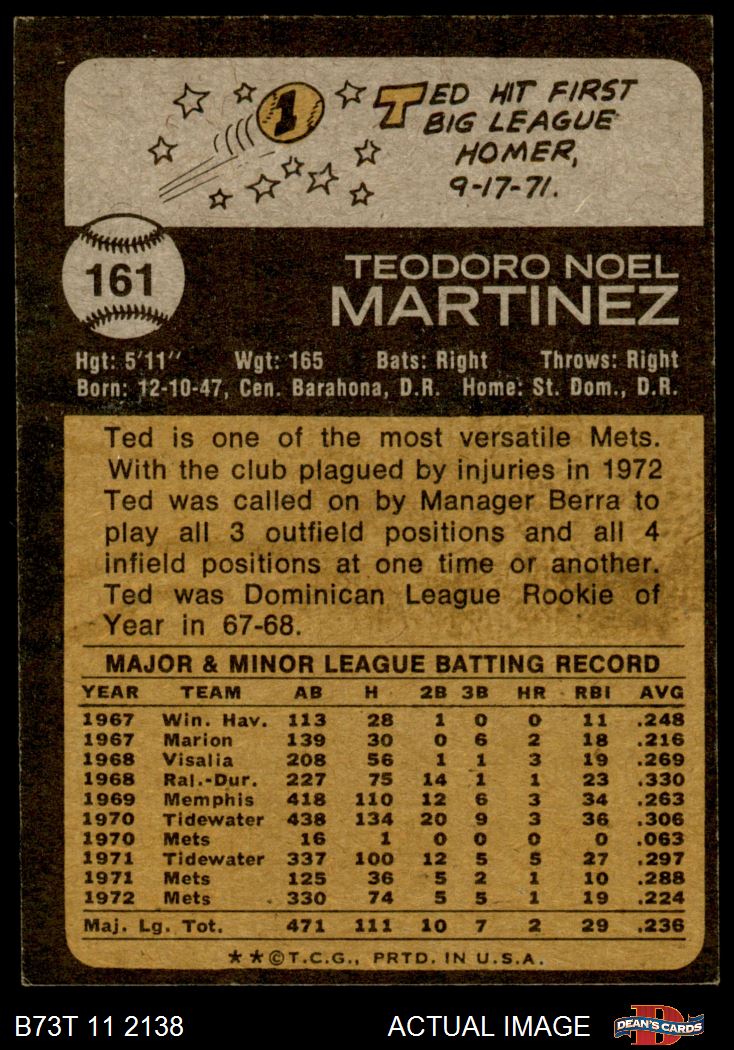 1
TED HIT FIRST
BIG LEAGUE
HOMER,
9-17-71.
161
TEODORO NOEL
MARTINEZ
Hgt: 5'11" Wgt: 165 Bats: Right Throws: Right
Born: 12-10-47, Cen. Barahona, D.R. Home: St. Dom., D.R.
Ted is one of the most versatile Mets.
With the club plagued by injuries in 1972
Ted was called on by Manager Berra to
play all 3 outfield positions and all 4
infield positions at one time or another.
Ted was Dominican League Rookie of
Year in 67-68.
MAJOR & MINOR LEAGUE BATTING RECORD
YEAR TEAM AB H 2B 3B HR RBI AVG
1967 Win. Hav. 113 28 1 0 0 11 .248
1967 Marion 139 30 0 6 2 18 .216
1968 Visalia 208 56 1 1 3 19 .269
1968 Ral.-Dur. 227 75 14 1 1 23 .330
1969 Memphis 418 110 12 6 3 34 .263
1970 Tidewater 438 134 20 9 3 36 .306
1970 Mets 16 1 0 0 0 0 .063
1971 Tidewater 337 100 12 5 5 27 .297
1971 Mets 125 36 5 2 1 10 .288
1972 Mets 330 74 5 5 1 19 .224
Maj. Lg. Tot. 471 111 10 7 2 29 .236
**©T.C.G., PRTD. IN U.S.A.
B73T 11 2138 ACTUAL IMAGE DEAN'S CARDS